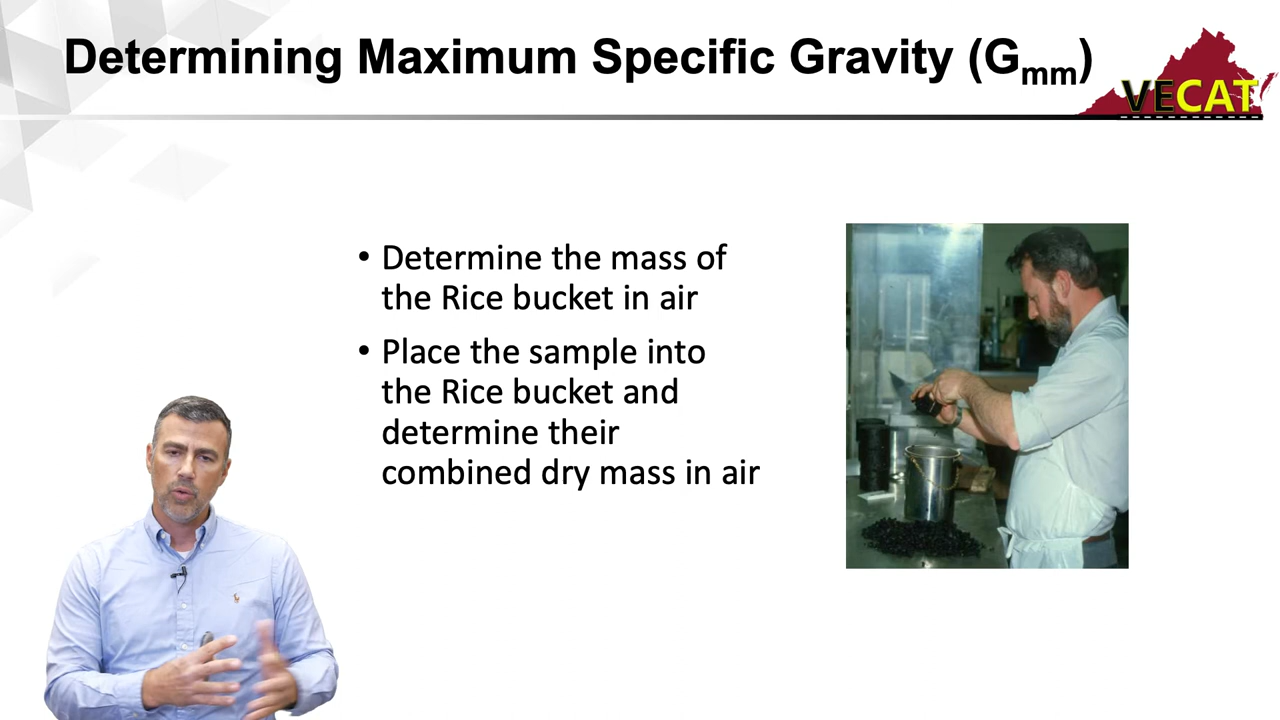 Determining Maximum Specific Gravity (Gmm)
VECAT
• Determine the mass of
the Rice bucket in air
• Place the sample into
the Rice bucket and
determine their
combined dry mass in air